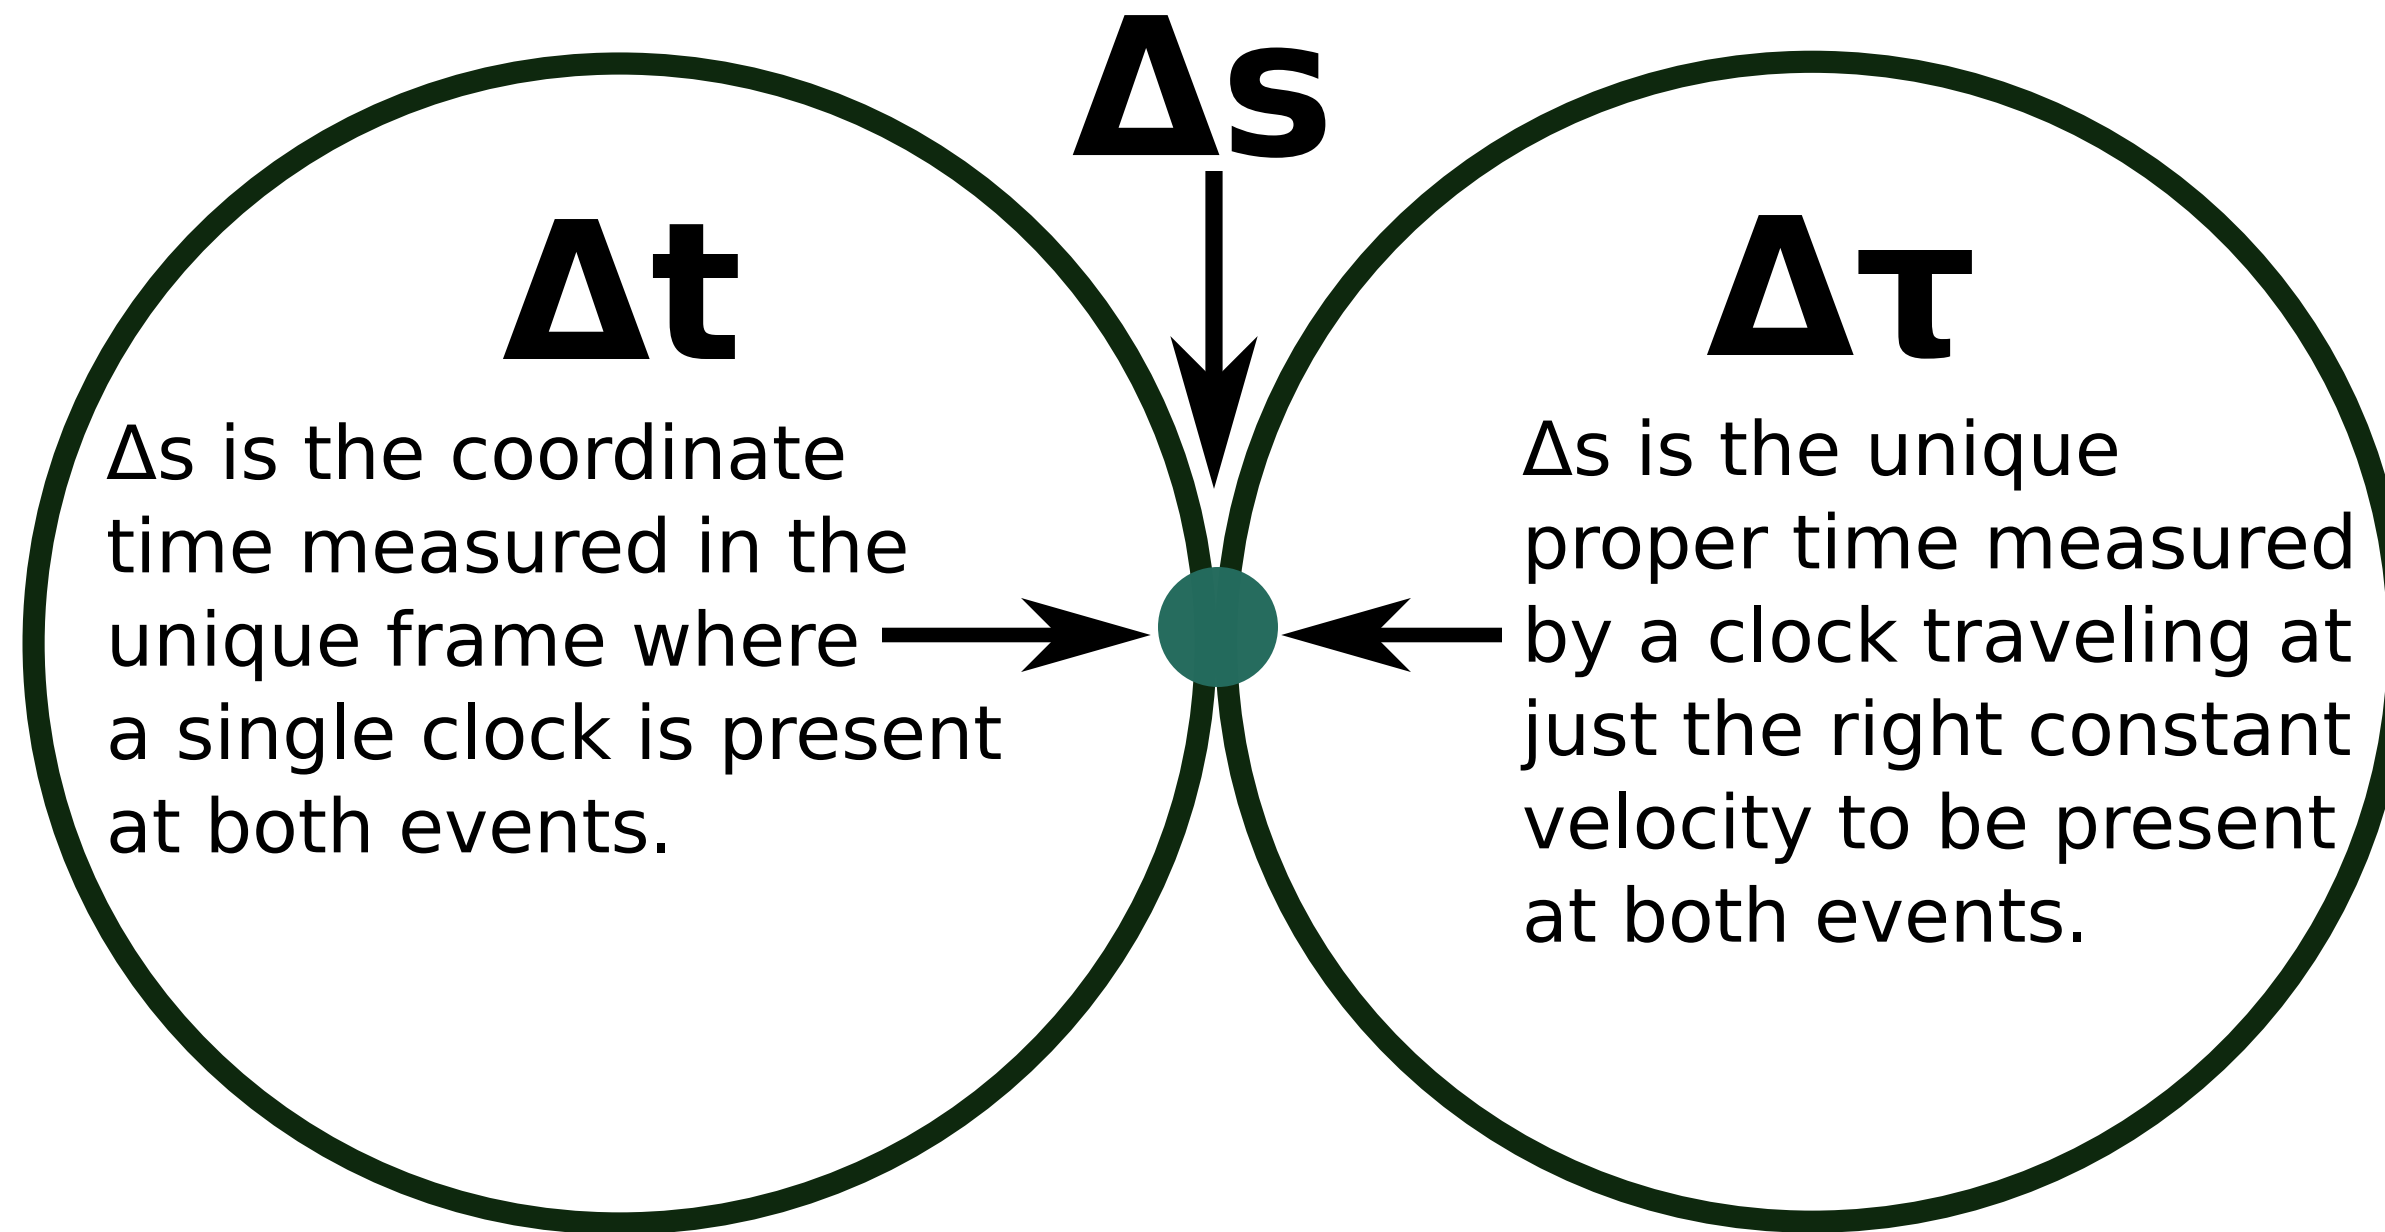 Δs
Δt
Δs is the coordinate
time measured in the
unique frame where
a single clock is present
at both events.
Δτ
Δs is the unique
proper time measured
by a clock traveling at
just the right constant
velocity to be present
at both events.